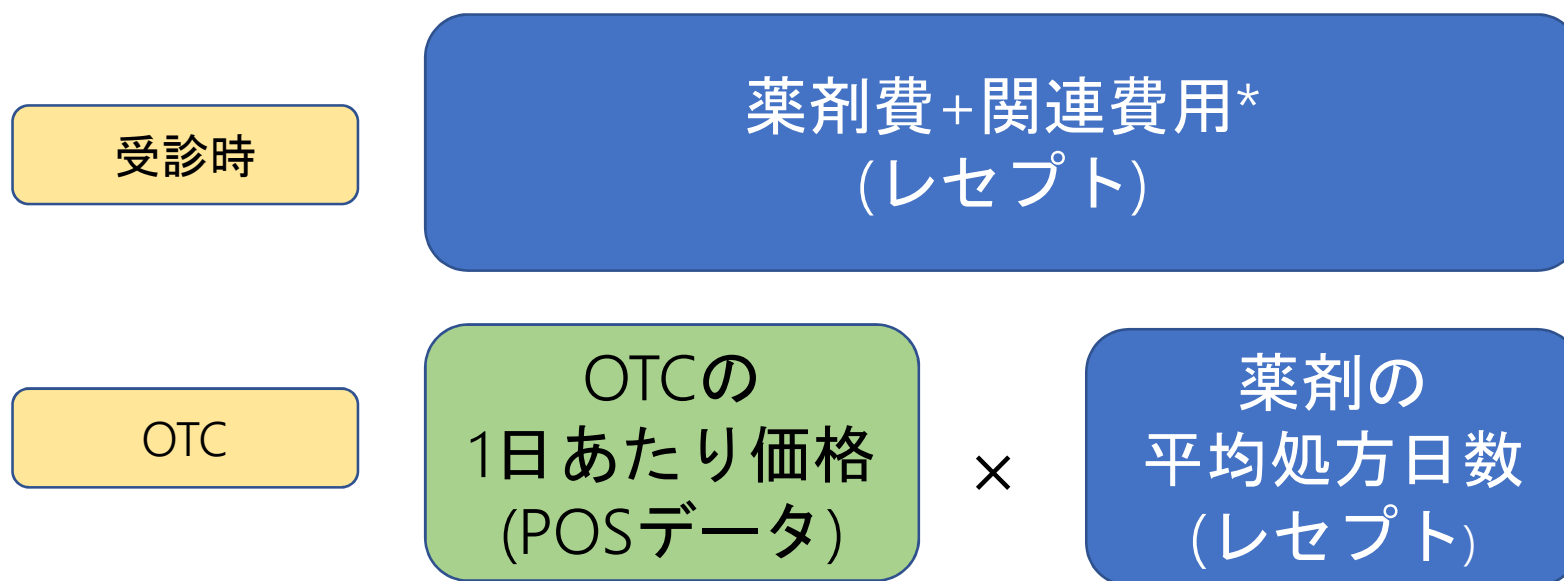 受診時
薬剤費+関連費用*
(レセプト)
OTC
OTCの
1日あたり価格
(POSデータ)
×
薬剤の
平均処方日数
(レセプト)